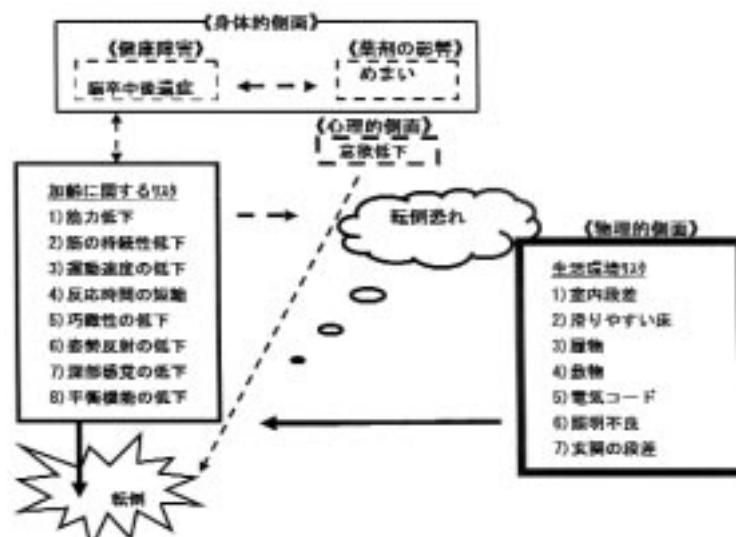 《身体的側面》
《健康障害》
《薬剤の影響》
脳卒中後遺症
めまい
《心理的側面》
意欲低下
加齢に関するリスク
1)筋力低下
2)筋の持続性低下
3)運動速度の低下
4)反応時間の短縮
5)巧緻性の低下
6)姿勢反射の低下
7)深部感覚の低下
8)平衡機能の低下
転倒恐れ
《物理的側面》
生活環境リスク
1)室内段差
2)滑りやすい床
3)履物
4)敷物
5)電気コード
6)照明不良
7)玄関の段差
転倒